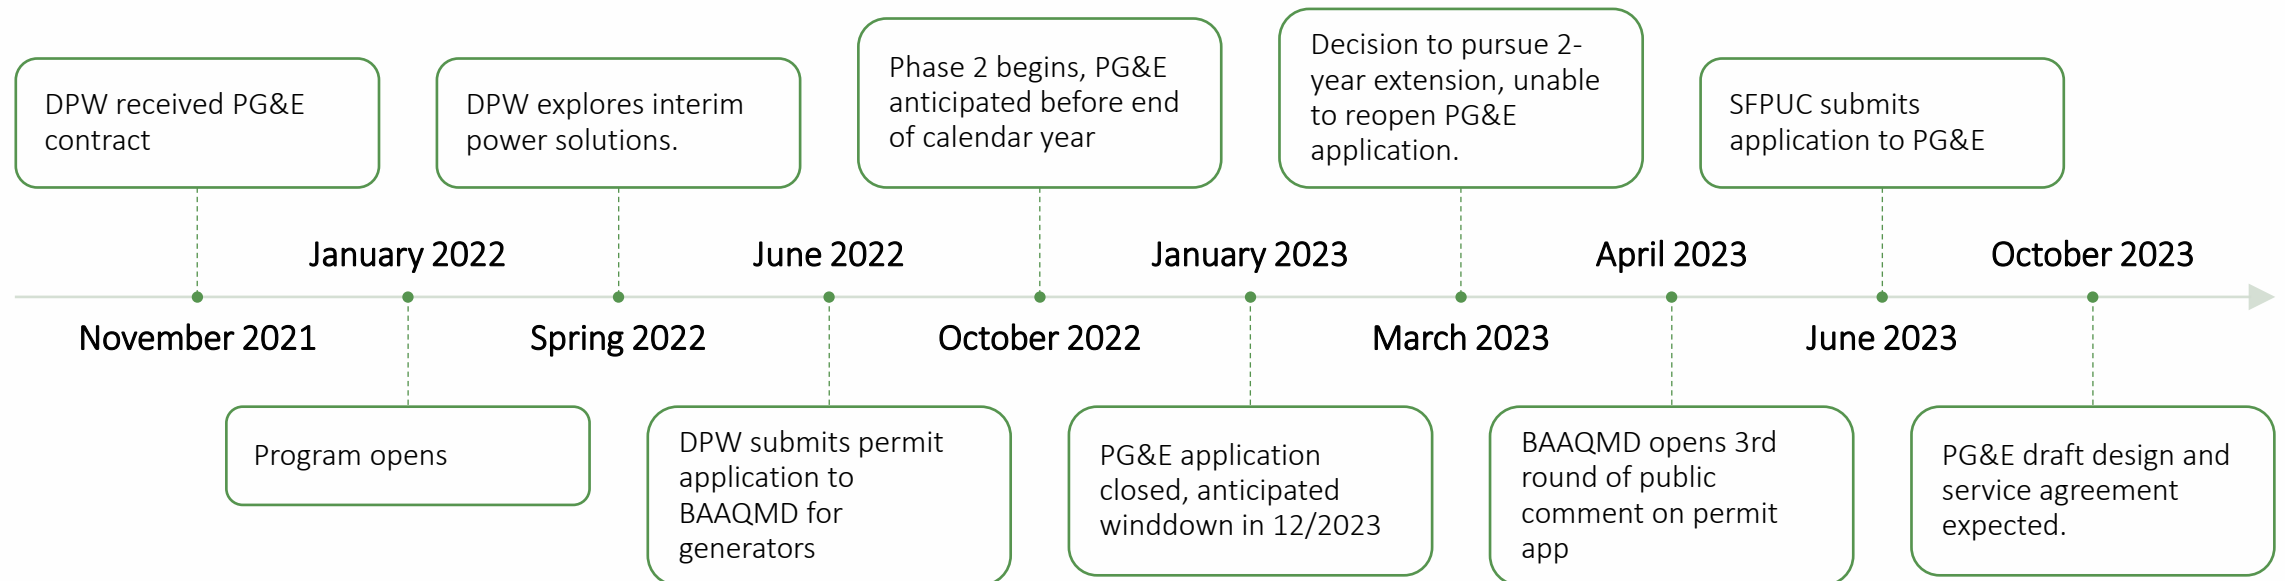 DPW received PG&E
contract
DPW explores interim
power solutions.
Phase 2 begins, PG&E
anticipated before end
of calendar year
Decision to pursue 2-
year extension, unable
to reopen PG&E
application.
SFPUC submits
application to PG&E
January 2022
June 2022
January 2023
April 2023
October 2023
November 2021
Spring 2022
October 2022
March 2023
June 2023
Program opens
DPW submits permit
application to
BAAQMD for
generators
PG&E application
closed, anticipated
winddown in 12/2023
BAAQMD opens 3rd
round of public
comment on permit
app
PG&E draft design and
service agreement
expected.